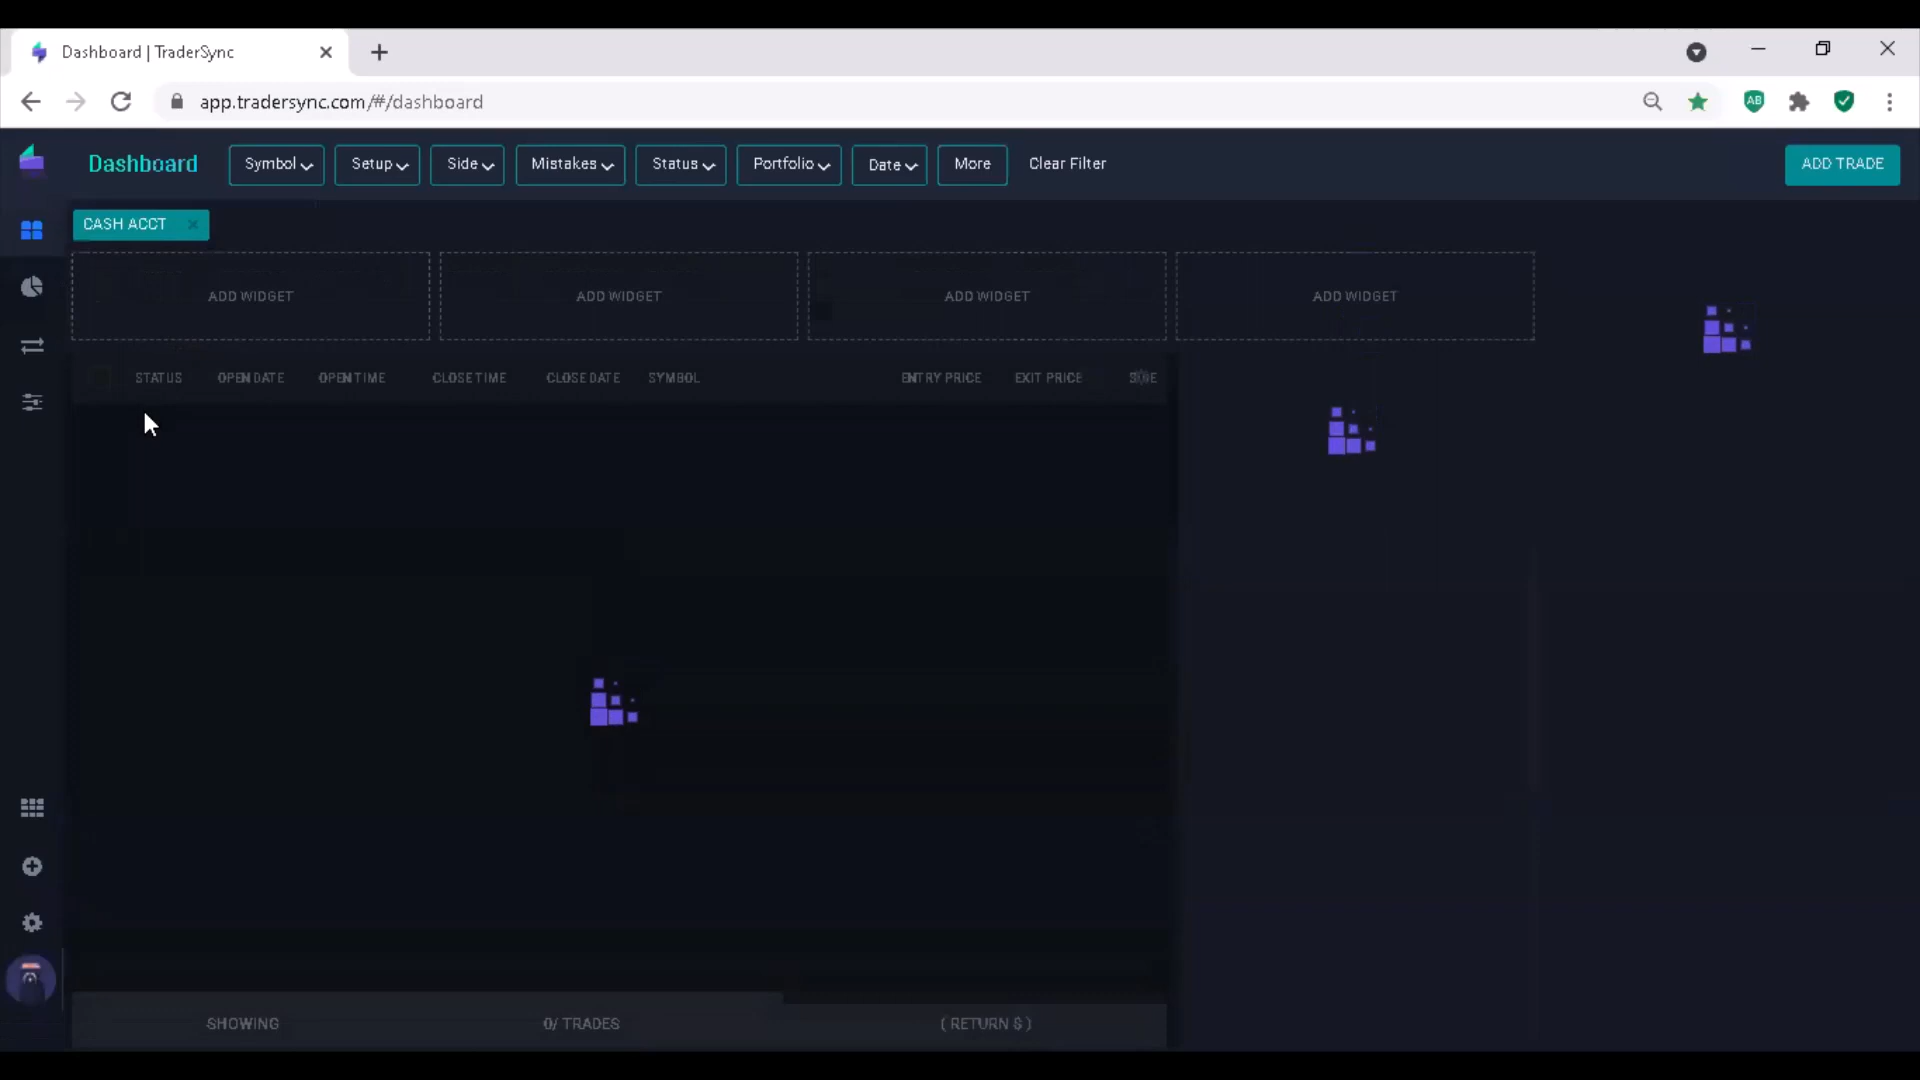 Dashboard | TraderSync
app.tradersync.com/#/dashboard
AB
Dashboard Symbol Setup Side Mistakes Status Portfolio Date More Clear Filter ADD TRADE
CASH ACCT
ADD WIDGET ADD WIDGET ADD WIDGET ADD WIDGET
STATUS OPEN DATE OPEN TIME CLOSE TIME CLOSE DATE SYMBOL ENTRY PRICE EXIT PRICE
SHOWING 0/ TRADES ( RETURN $ )